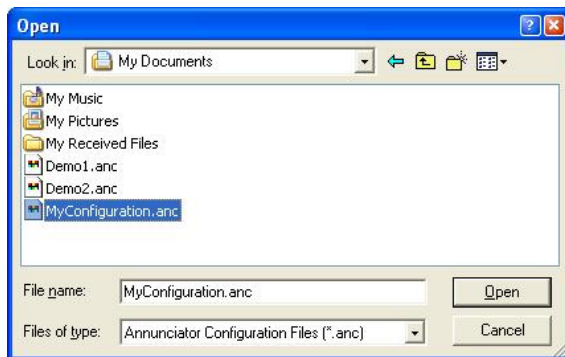 Open
Look in: My Documents
My Music
My Pictures
My Received Files
Demo1.anc
Demo2.anc
MyConfiguration.anc
File name: MyConfiguration.anc Open
Files of type: Annunciator Configuration Files (*.anc) Cancel